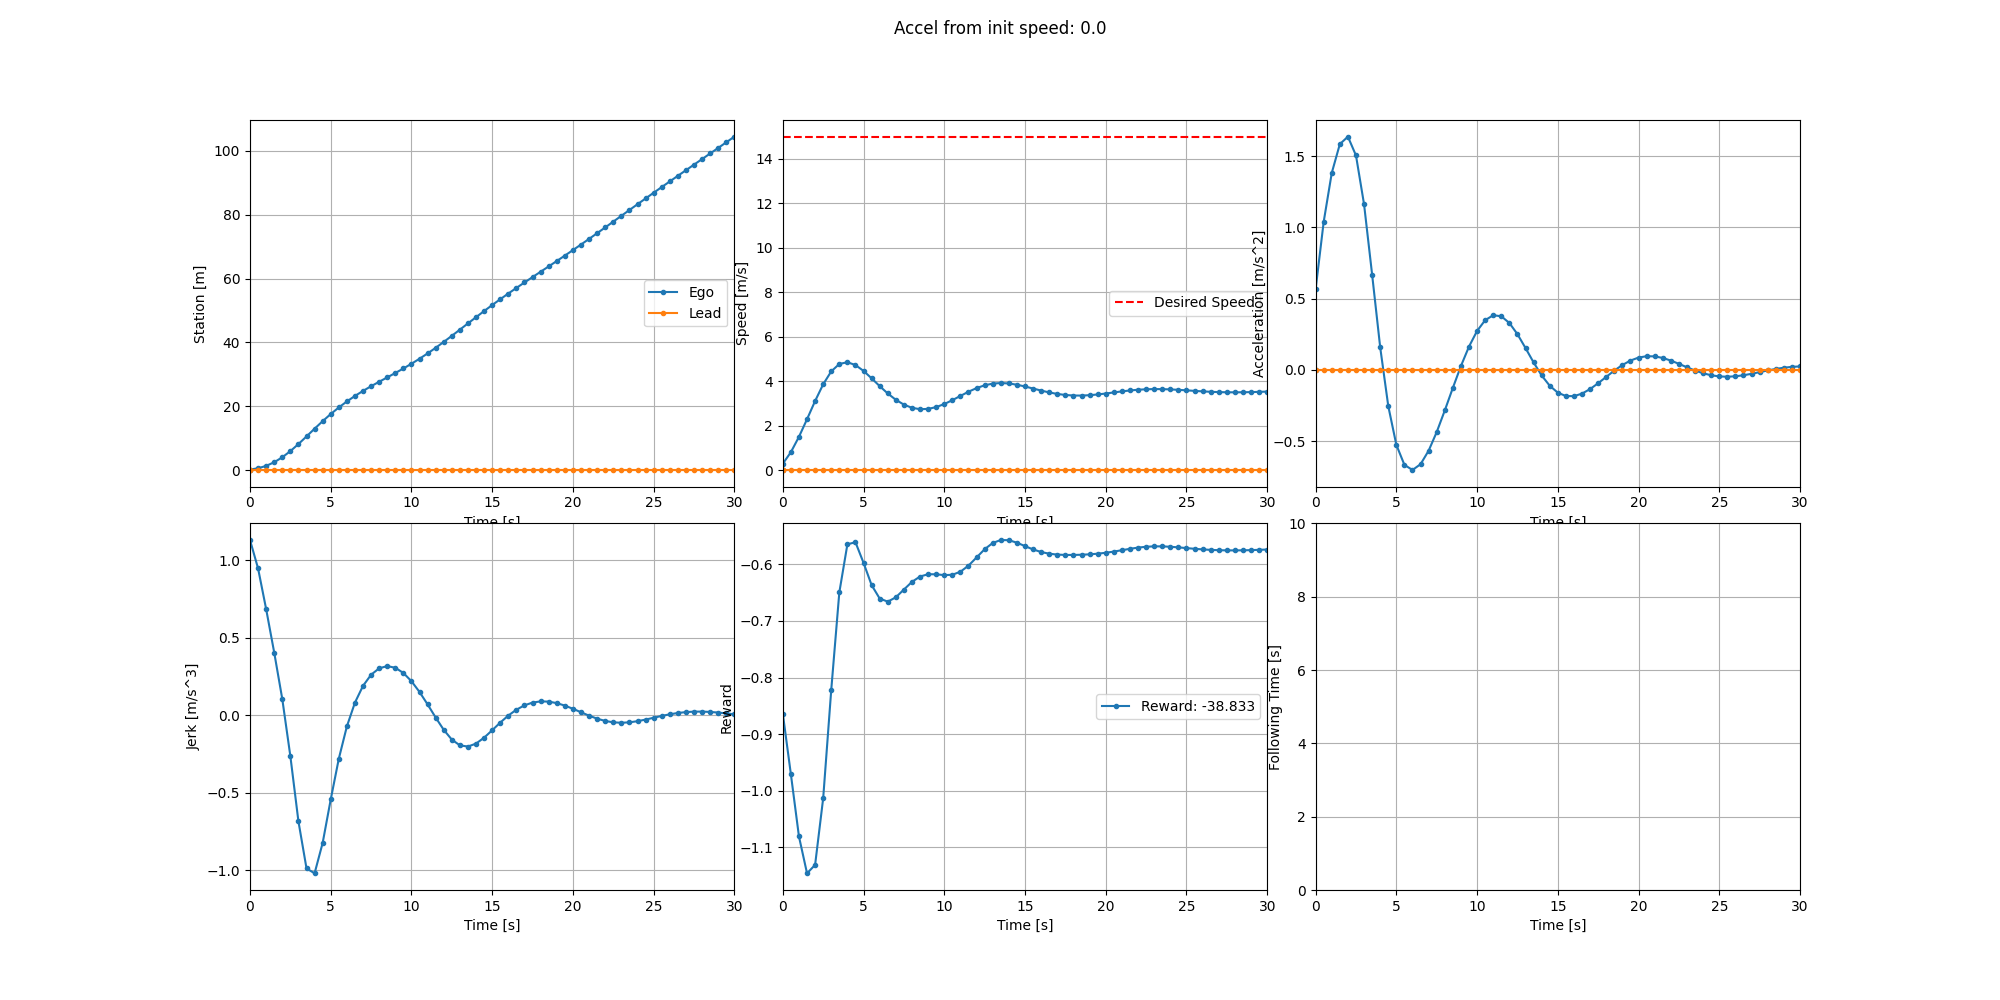 Accel from init speed: 0.0
Station [m]
100
80
60
40
20
0
Ego
Lead
0 5 10 15 20 25 30
Time [s]
Speed [m/s]
14
12
10
8
6
4
2
0
Desired Speed
0 5 10 15 20 25 30
Time [s]
Acceleration [m/s^2]
1.5
1.0
0.5
0.0
−0.5
0 5 10 15 20 25 30
Time [s]
Jerk [m/s^3]
1.0
0.5
0.0
−0.5
−1.0
0 5 10 15 20 25 30
Time [s]
Reward
−0.6
−0.7
−0.8
−0.9
−1.0
−1.1
Reward: -38.833
0 5 10 15 20 25 30
Time [s]
Following Time [s]
10
8
6
4
2
0
0 5 10 15 20 25 30
Time [s]